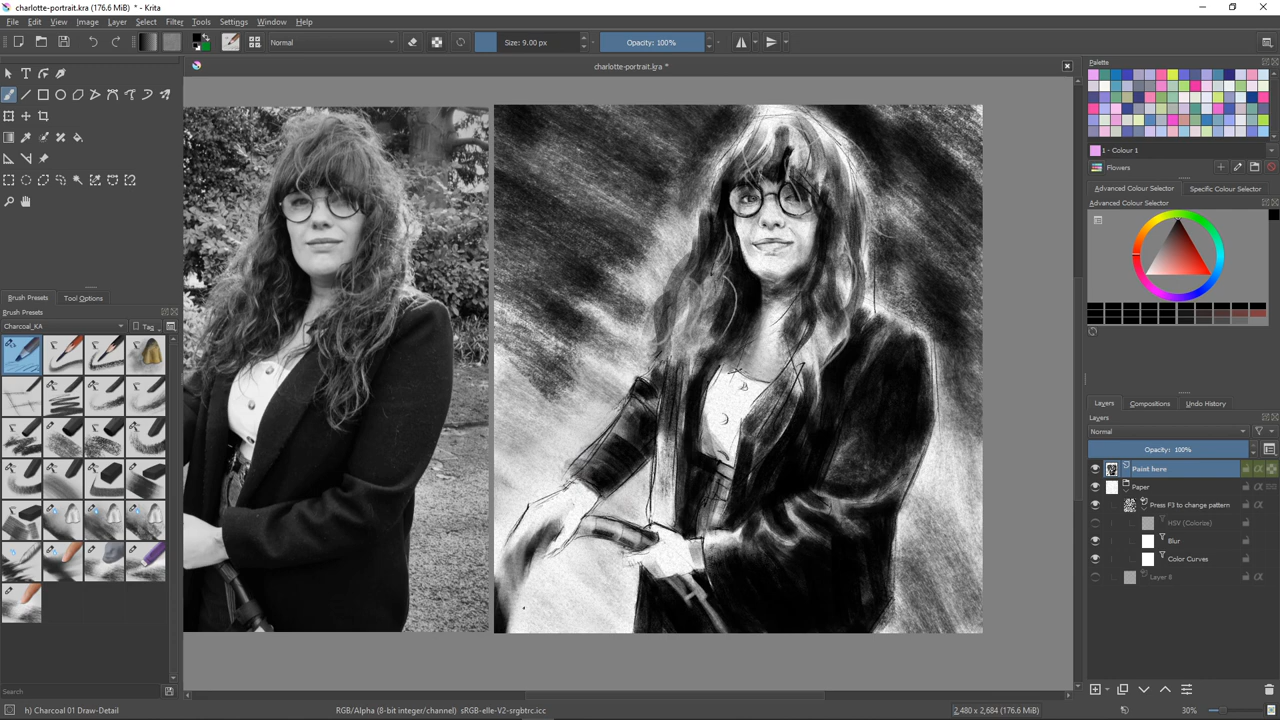 charlotte-portrait.kra (176.6 MiB) * - Krita
File Edit View Image Layer Select Filter Tools Settings Window Help
Normal
Size: 9.00 px
Opacity: 100%
charlotte-portrait.kra *
Palette
1 - Colour 1
Flowers
Advanced Colour Selector
Specific Colour Selector
Advanced Colour Selector
Brush Presets
Tool Options
Brush Presets
Charcoal_KA
Tag
Layers
Compositions
Undo History
Layers
Normal
Opacity: 100%
Paint here
Paper
Press F3 to change pattern
HSV (Colorize)
Blur
Color Curves
Layer 8
Search
h) Charcoal 01 Draw-Detail
RGB/Alpha (8-bit integer/channel) sRGB-elle-V2-srgbtrc.icc
2,480 x 2,684 (176.6 MiB)
30%